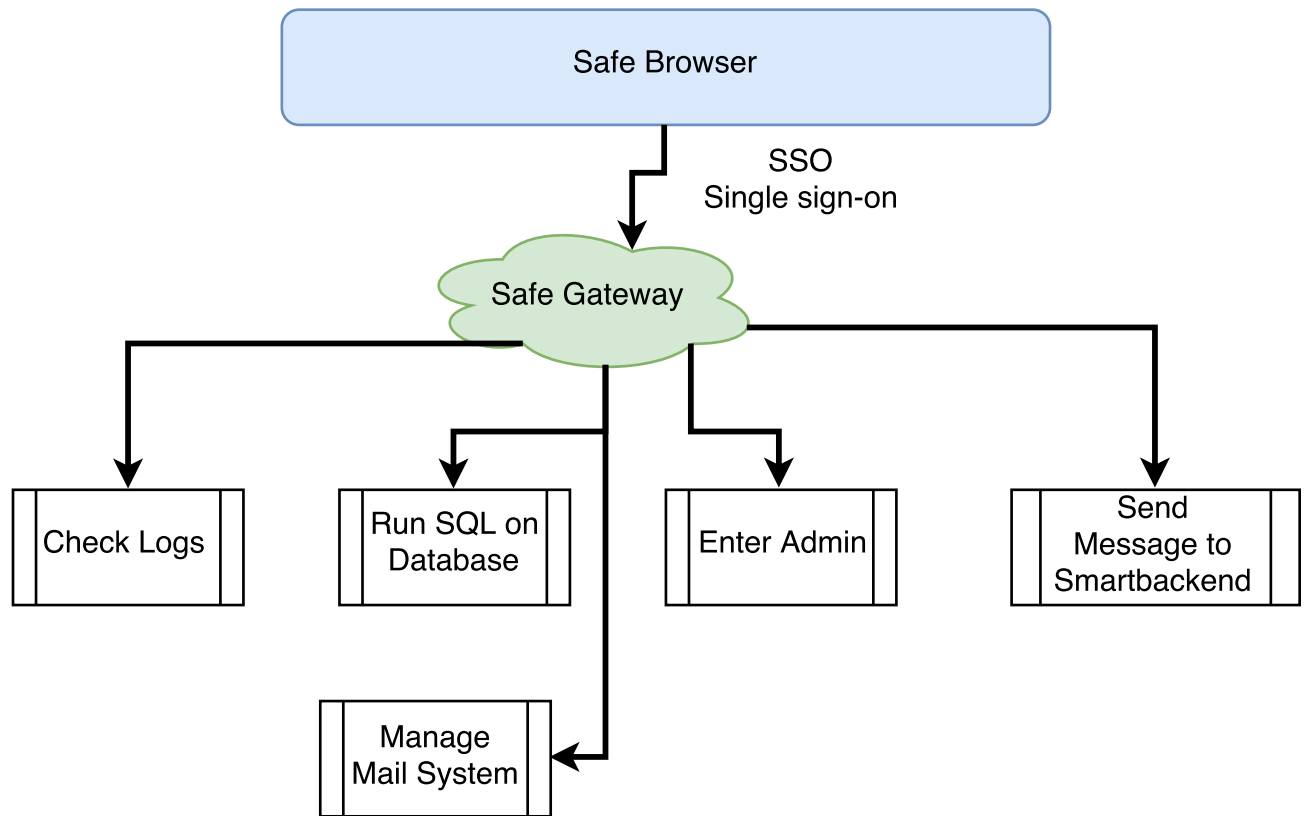 Safe Browser
SSO
Single sign-on
Safe Gateway
Check Logs
Run SQL on
Database
Enter Admin
Send
Message to
Smartbackend
Manage
Mail System